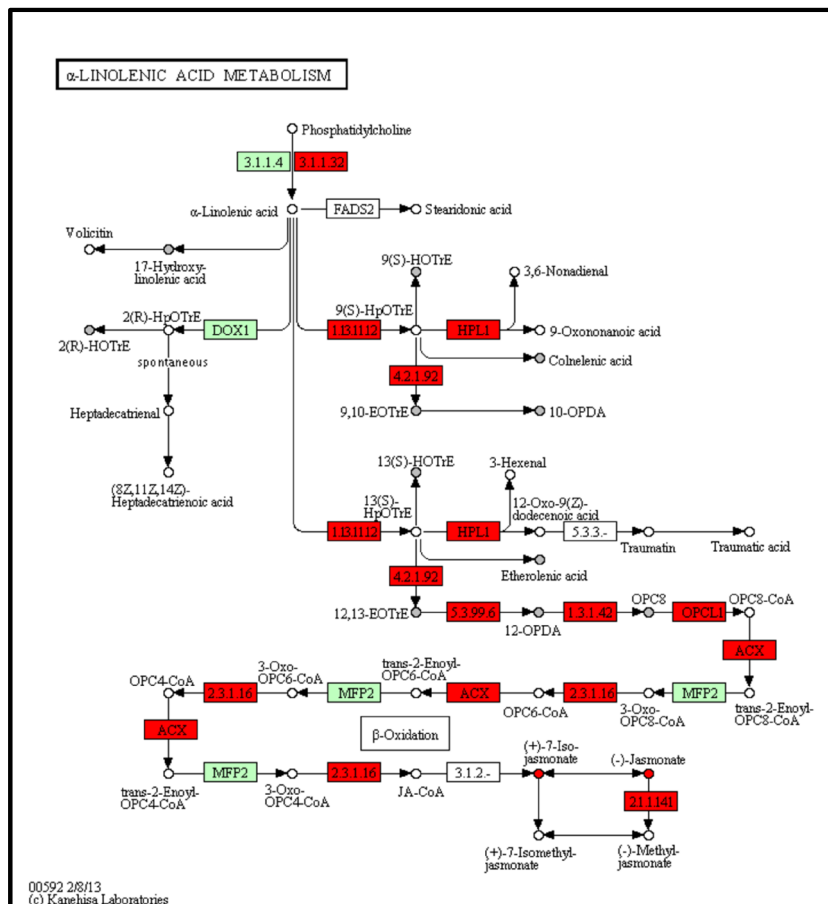 α-LINOLENIC ACID METABOLISM
Phosphatidylcholine
3.1.1.4
3.1.1.32
α-Linolenic acid
FADS2
Stearidonic acid
Volicitin
17-Hydroxy-
linolenic acid
9(S)-HOTrE
3,6-Nonadienal
2(R)-HpOTrE
9(S)-HpOTrE
DOX1
1.13.11.12
HPL1
9-Oxononanoic acid
2(R)-HOTrE
spontaneous
Colnelenic acid
4.2.1.92
Heptadecatrienal
9,10-EOTrE
10-OPDA
13(S)-HOTrE
3-Hexenal
(8Z,11Z,14Z)-
Heptadecatrienoic acid
13(S)-
HpOTrE
12-Oxo-9(Z)-
dodecenoic acid
1.13.11.12
HPL1
5.3.3.-
Traumatin
Traumatic acid
Etherolenic acid
4.2.1.92
12,13-EOTrE
5.3.99.6
12-OPDA
1.3.1.42
OPC8
OPCL1
OPC8-CoA
ACX
OPC4-CoA
2.3.1.16
3-Oxo-
OPC6-CoA
MFP2
trans-2-Enoyl-
OPC6-CoA
ACX
OPC6-CoA
2.3.1.16
3-Oxo-
OPC8-CoA
MFP2
trans-2-Enoyl-
OPC8-CoA
ACX
β-Oxidation
trans-2-Enoyl-
OPC4-CoA
MFP2
3-Oxo-
OPC4-CoA
2.3.1.16
JA-CoA
3.1.2.-
(+)-7-Iso-
jasmonate
(-)-Jasmonate
2.1.1.141
(+)-7-Isomethyl-
jasmonate
(-)-Methyl-
jasmonate
00592 2/8/13
(c) Kanehisa Laboratories